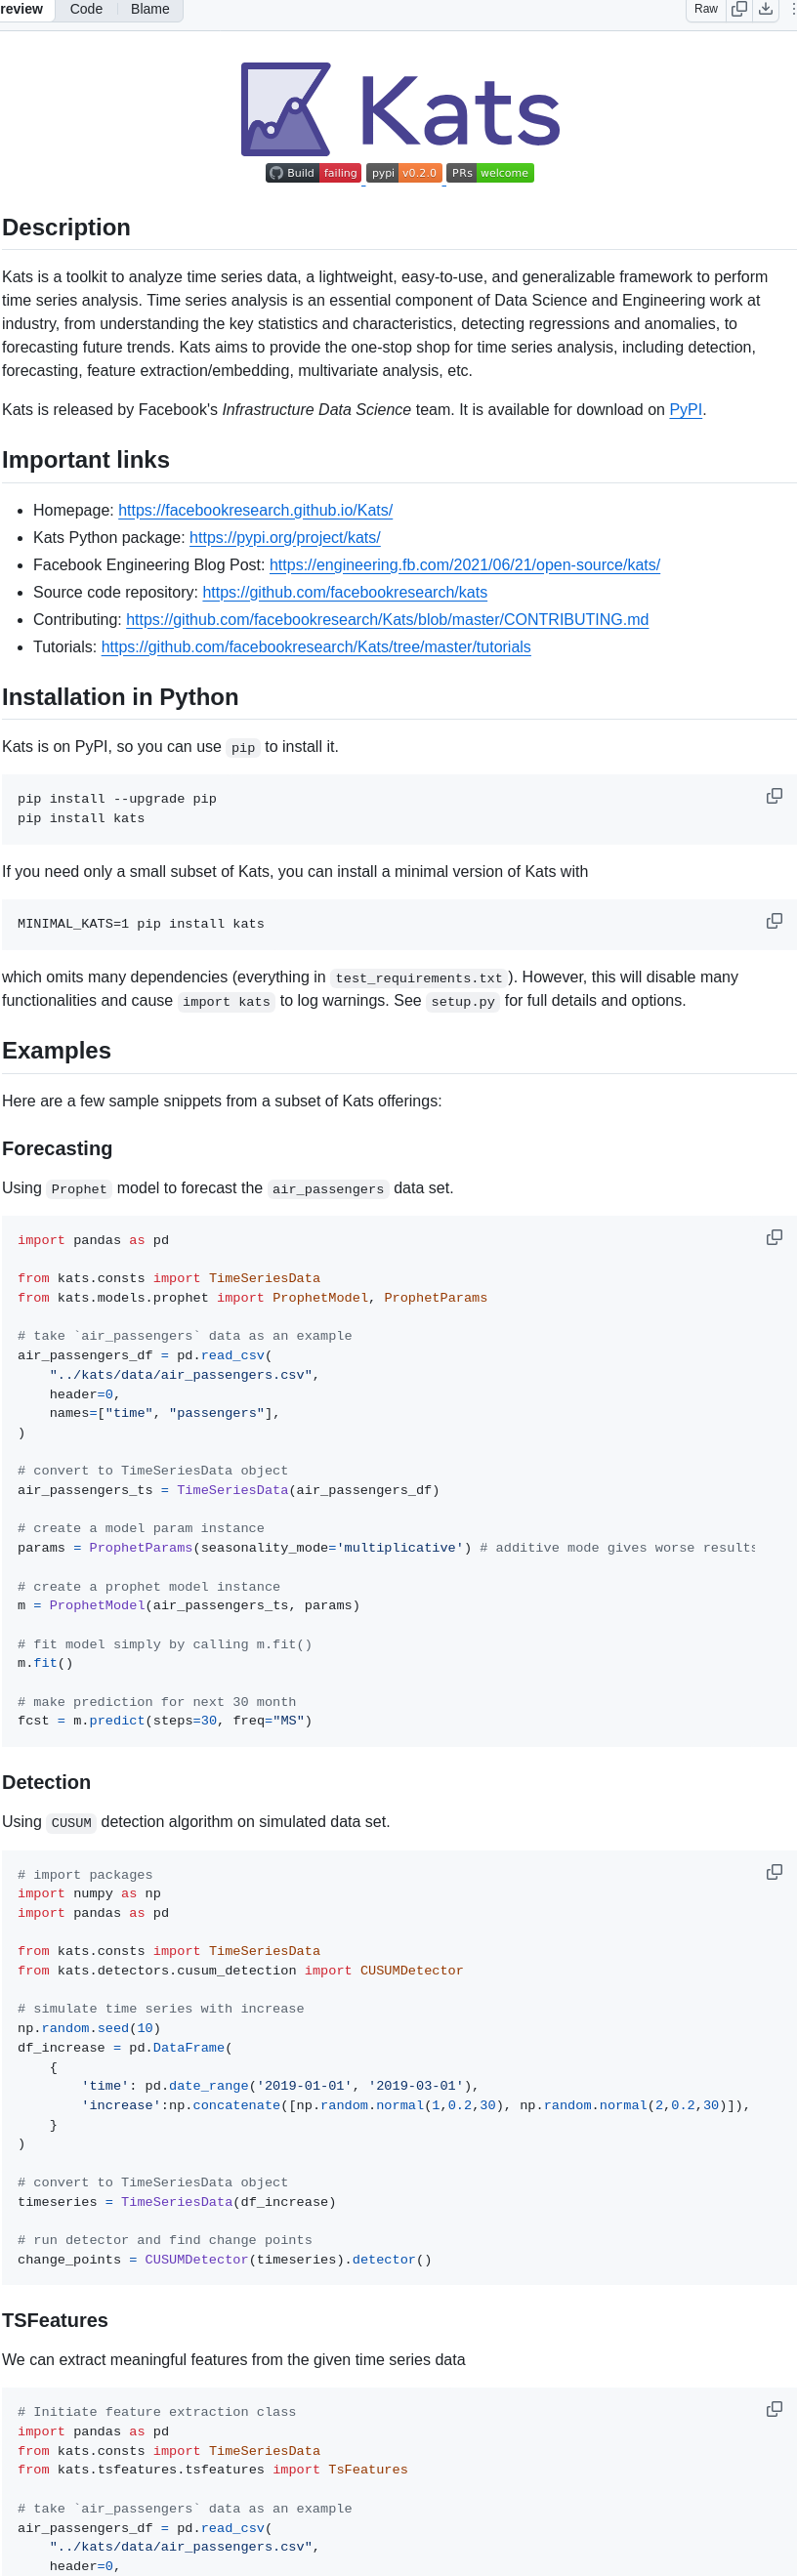 review Code Blame Raw
Kats
Build failing pypi v0.2.0 PRs welcome
Description
Kats is a toolkit to analyze time series data, a lightweight, easy-to-use, and generalizable framework to perform
time series analysis. Time series analysis is an essential component of Data Science and Engineering work at
industry, from understanding the key statistics and characteristics, detecting regressions and anomalies, to
forecasting future trends. Kats aims to provide the one-stop shop for time series analysis, including detection,
forecasting, feature extraction/embedding, multivariate analysis, etc.
Kats is released by Facebook's Infrastructure Data Science team. It is available for download on PyPI.
Important links
• Homepage: https://facebookresearch.github.io/Kats/
• Kats Python package: https://pypi.org/project/kats/
• Facebook Engineering Blog Post: https://engineering.fb.com/2021/06/21/open-source/kats/
• Source code repository: https://github.com/facebookresearch/kats
• Contributing: https://github.com/facebookresearch/Kats/blob/master/CONTRIBUTING.md
• Tutorials: https://github.com/facebookresearch/Kats/tree/master/tutorials
Installation in Python
Kats is on PyPI, so you can use pip to install it.
pip install --upgrade pip
pip install kats
If you need only a small subset of Kats, you can install a minimal version of Kats with
MINIMAL_KATS=1 pip install kats
which omits many dependencies (everything in test_requirements.txt). However, this will disable many
functionalities and cause import kats to log warnings. See setup.py for full details and options.
Examples
Here are a few sample snippets from a subset of Kats offerings:
Forecasting
Using Prophet model to forecast the air_passengers data set.
import pandas as pd
from kats.consts import TimeSeriesData
from kats.models.prophet import ProphetModel, ProphetParams
# take `air_passengers` data as an example
air_passengers_df = pd.read_csv(
    "../kats/data/air_passengers.csv",
    header=0,
    names=["time", "passengers"],
)
# convert to TimeSeriesData object
air_passengers_ts = TimeSeriesData(air_passengers_df)
# create a model param instance
params = ProphetParams(seasonality_mode='multiplicative') # additive mode gives worse results
# create a prophet model instance
m = ProphetModel(air_passengers_ts, params)
# fit model simply by calling m.fit()
m.fit()
# make prediction for next 30 month
fcst = m.predict(steps=30, freq="MS")
Detection
Using CUSUM detection algorithm on simulated data set.
# import packages
import numpy as np
import pandas as pd
from kats.consts import TimeSeriesData
from kats.detectors.cusum_detection import CUSUMDetector
# simulate time series with increase
np.random.seed(10)
df_increase = pd.DataFrame(
    {
        'time': pd.date_range('2019-01-01', '2019-03-01'),
        'increase':np.concatenate([np.random.normal(1,0.2,30), np.random.normal(2,0.2,30)]),
    }
)
# convert to TimeSeriesData object
timeseries = TimeSeriesData(df_increase)
# run detector and find change points
change_points = CUSUMDetector(timeseries).detector()
TSFeatures
We can extract meaningful features from the given time series data
# Initiate feature extraction class
import pandas as pd
from kats.consts import TimeSeriesData
from kats.tsfeatures.tsfeatures import TsFeatures
# take `air_passengers` data as an example
air_passengers_df = pd.read_csv(
    "../kats/data/air_passengers.csv",
    header=0,